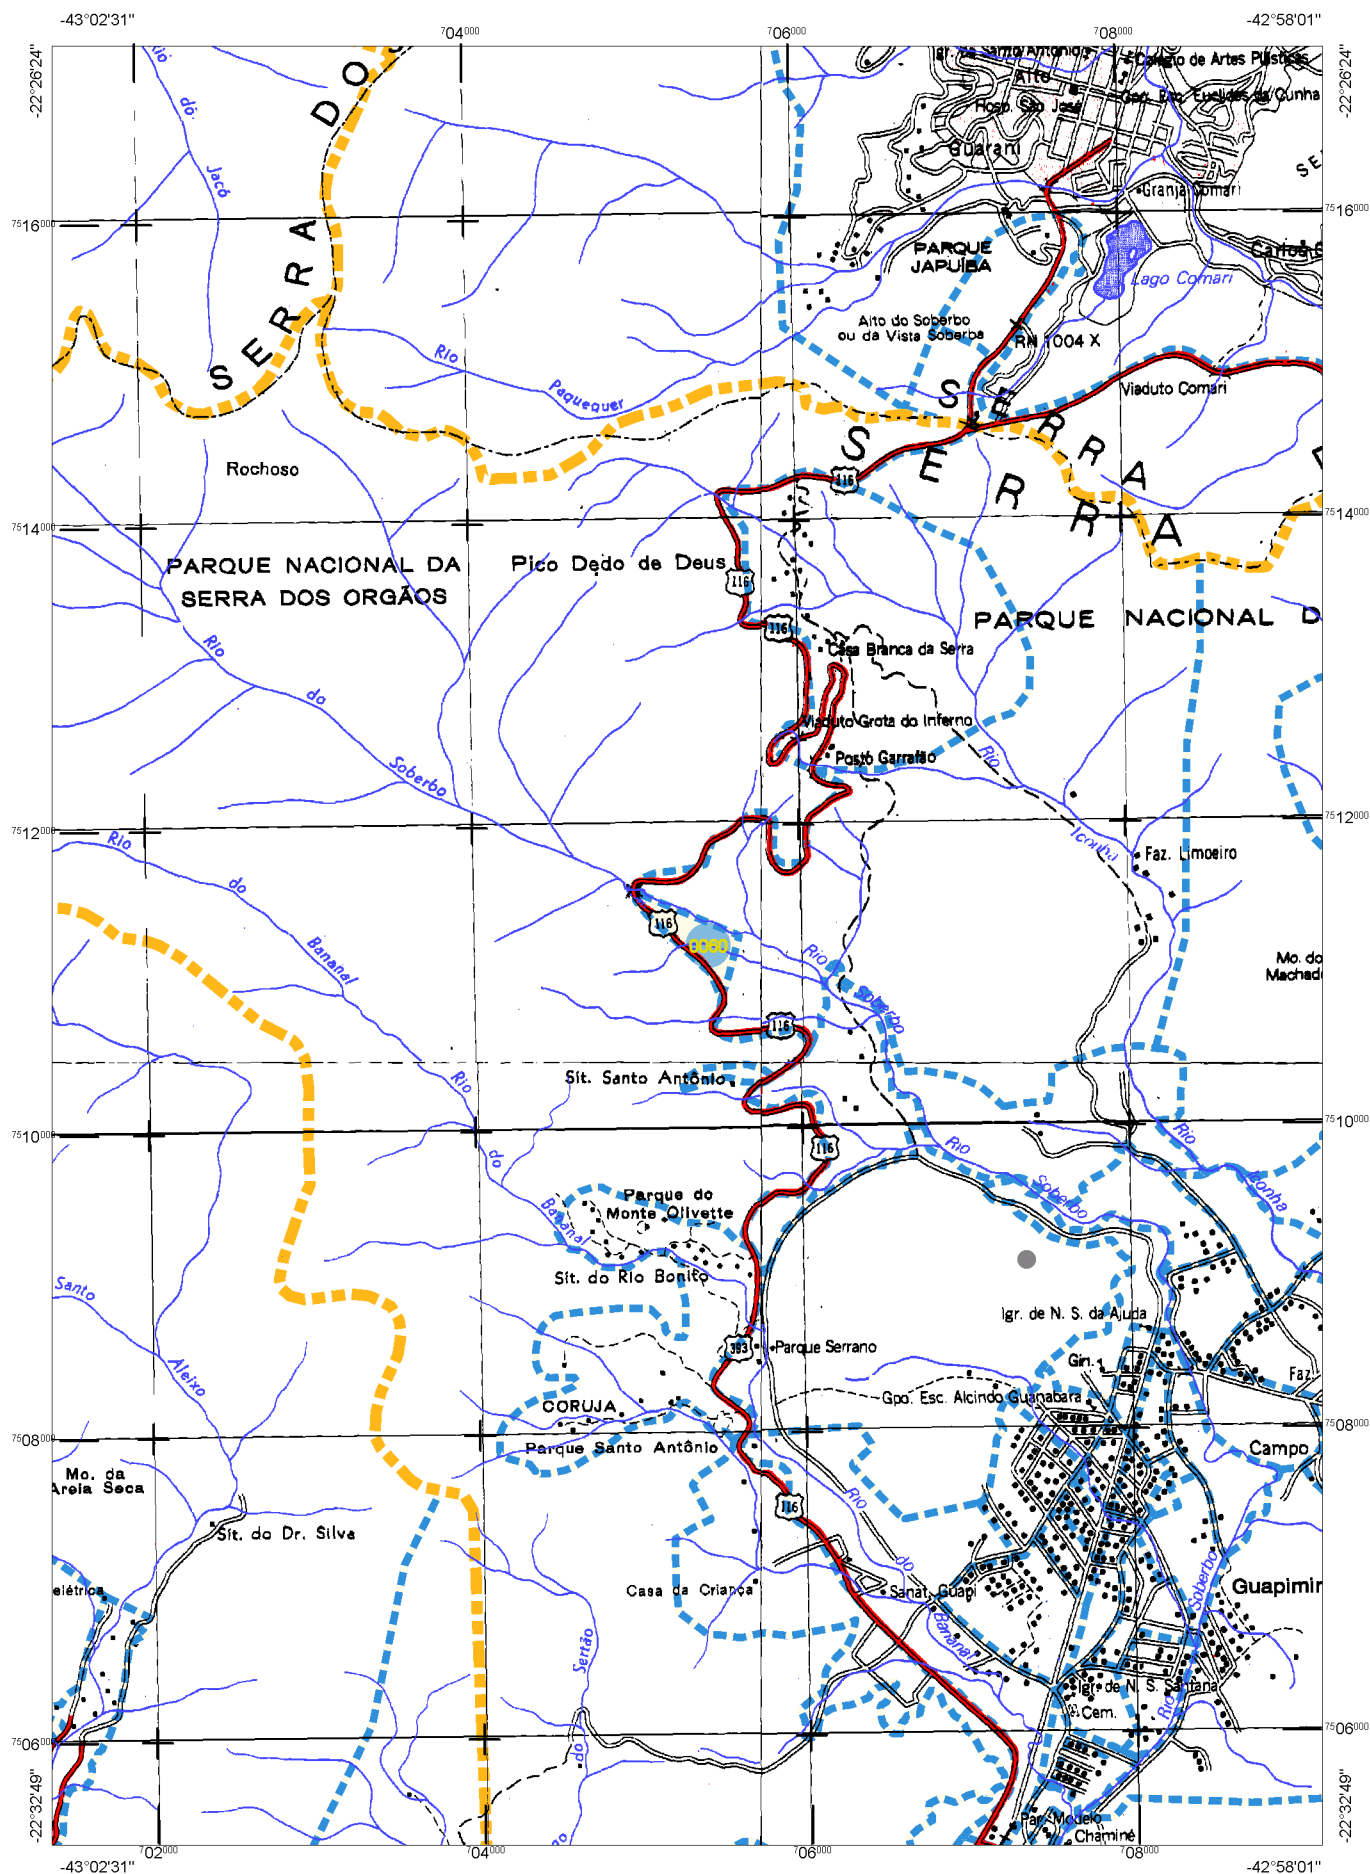 -43°02'31"
-42°58'01"
704000
706000
708000
-22°26'24"
-22°26'24"
Rio
do
Jacó
SERRA DO
Igr. de Santo Antônio
Colégio de Artes Plásticas
Alto
Gpo. Esc. Euclides da Cunha
Hosp. São José
Guarani
SE
Granja Comari
7516000
7516000
PARQUE
JAPUÍBA
Carlos G
Lago Comari
Alto do Soberbo
ou da Vista Soberba
RN 1004 X
Rio
Paquequer
Viaduto Comari
SERRA
SERRA
Rochoso
116
7514000
7514000
PARQUE NACIONAL DA
SERRA DOS ORGÃOS
Pico Dedo de Deus
116
116
PARQUE NACIONAL D
Rio
do
Soberbo
Casa Branca da Serra
Viaduto Grota do Inferno
Posto Garrafão
Rio
Iconha
7512000
7512000
Rio
do
Bananal
Faz. Limoeiro
116
Rio
Soberbo
Mo. do
Machad
116
Sít. Santo Antônio
Rio
do
Bananal
7510000
7510000
116
Rio
Soberbo
Rio
Iconha
Parque do
Monte Olivette
Sít. do Rio Bonito
Santo
Aleixo
Igr. de N. S. da Ajuda
393
Parque Serrano
Gin.
Faz.
Gpo. Esc. Alcindo Guanabara
CORUJA
Parque Santo Antônio
7508000
7508000
Campo
Mo. da
Areia Seca
116
Rio
do
Bananal
Sít. do Dr. Silva
elétrica
Casa da Criança
Sanat. Guapi
Guapimir
Soberbo
Rio
Sertão
do
Igr. de N. S. Santana
Cem.
7506000
7506000
Par. Modelo
Chaminé
-22°32'49"
-22°32'49"
702000
704000
706000
708000
-43°02'31"
-42°58'01"